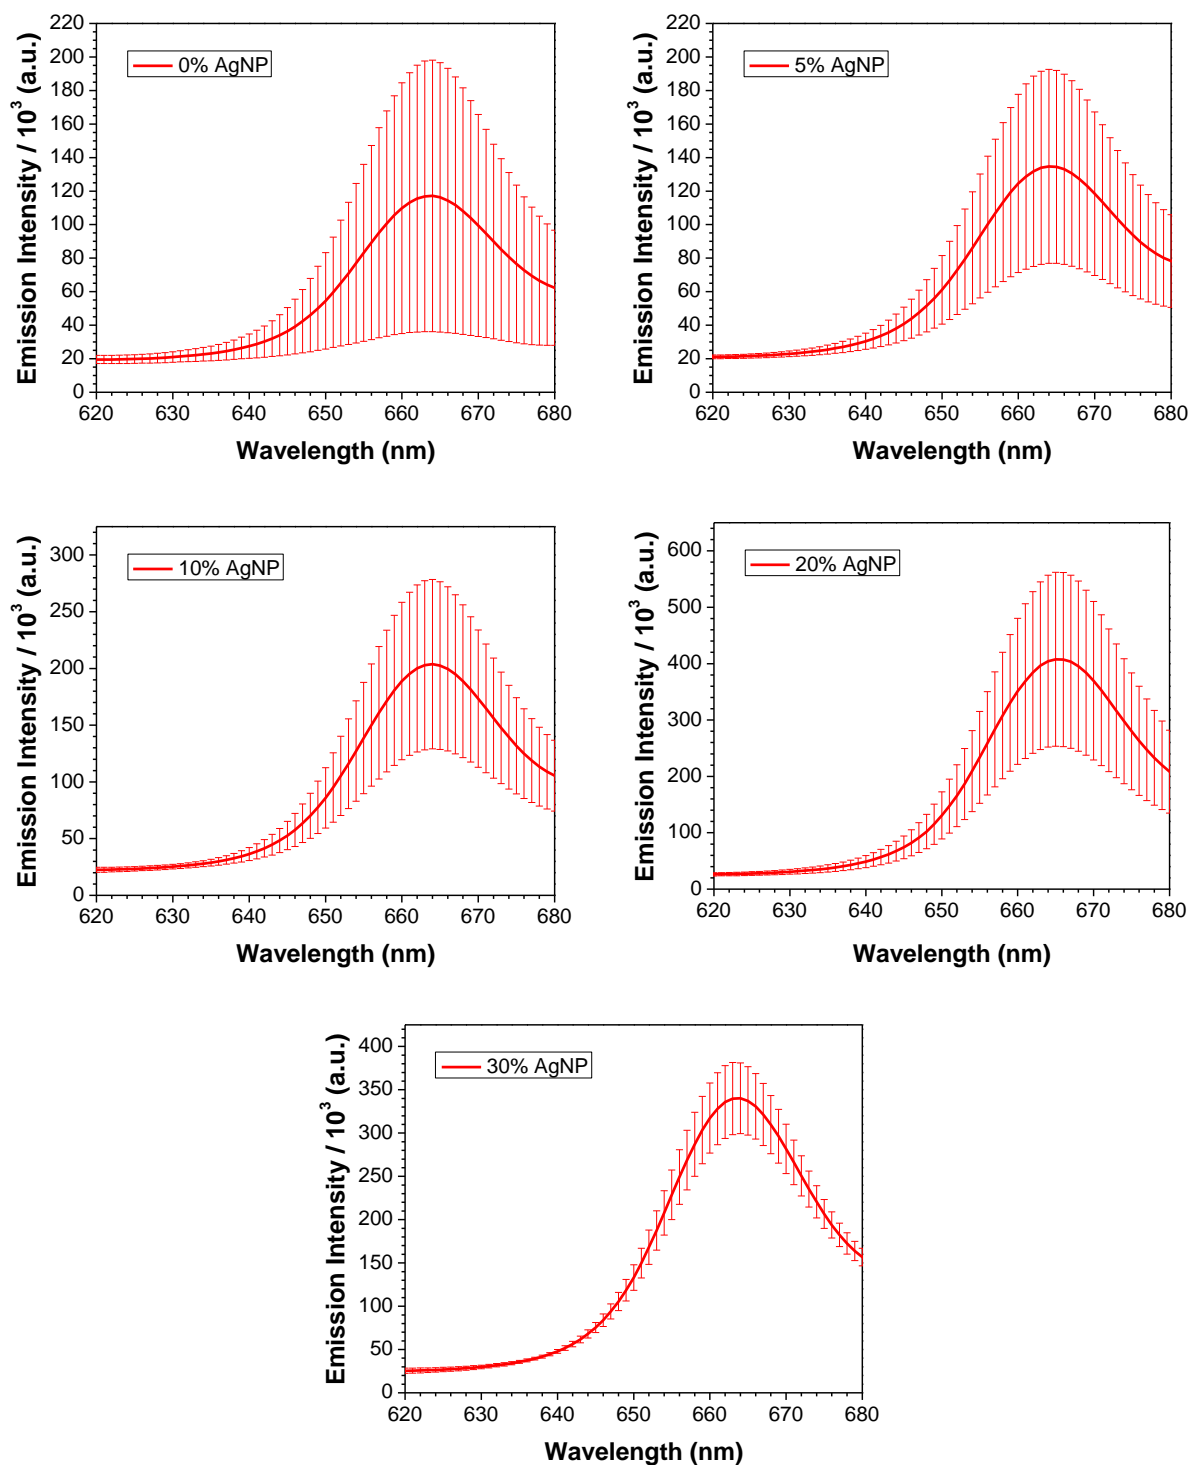 0% AgNP
Emission Intensity / 10³ (a.u.)
220
200
180
160
140
120
100
80
60
40
20
0
620 630 640 650 660 670 680
Wavelength (nm)
5% AgNP
Emission Intensity / 10³ (a.u.)
220
200
180
160
140
120
100
80
60
40
20
0
620 630 640 650 660 670 680
Wavelength (nm)
10% AgNP
Emission Intensity / 10³ (a.u.)
300
250
200
150
100
50
0
620 630 640 650 660 670 680
Wavelength (nm)
20% AgNP
Emission Intensity / 10³ (a.u.)
600
500
400
300
200
100
0
620 630 640 650 660 670 680
Wavelength (nm)
30% AgNP
Emission Intensity / 10³ (a.u.)
400
350
300
250
200
150
100
50
0
620 630 640 650 660 670 680
Wavelength (nm)